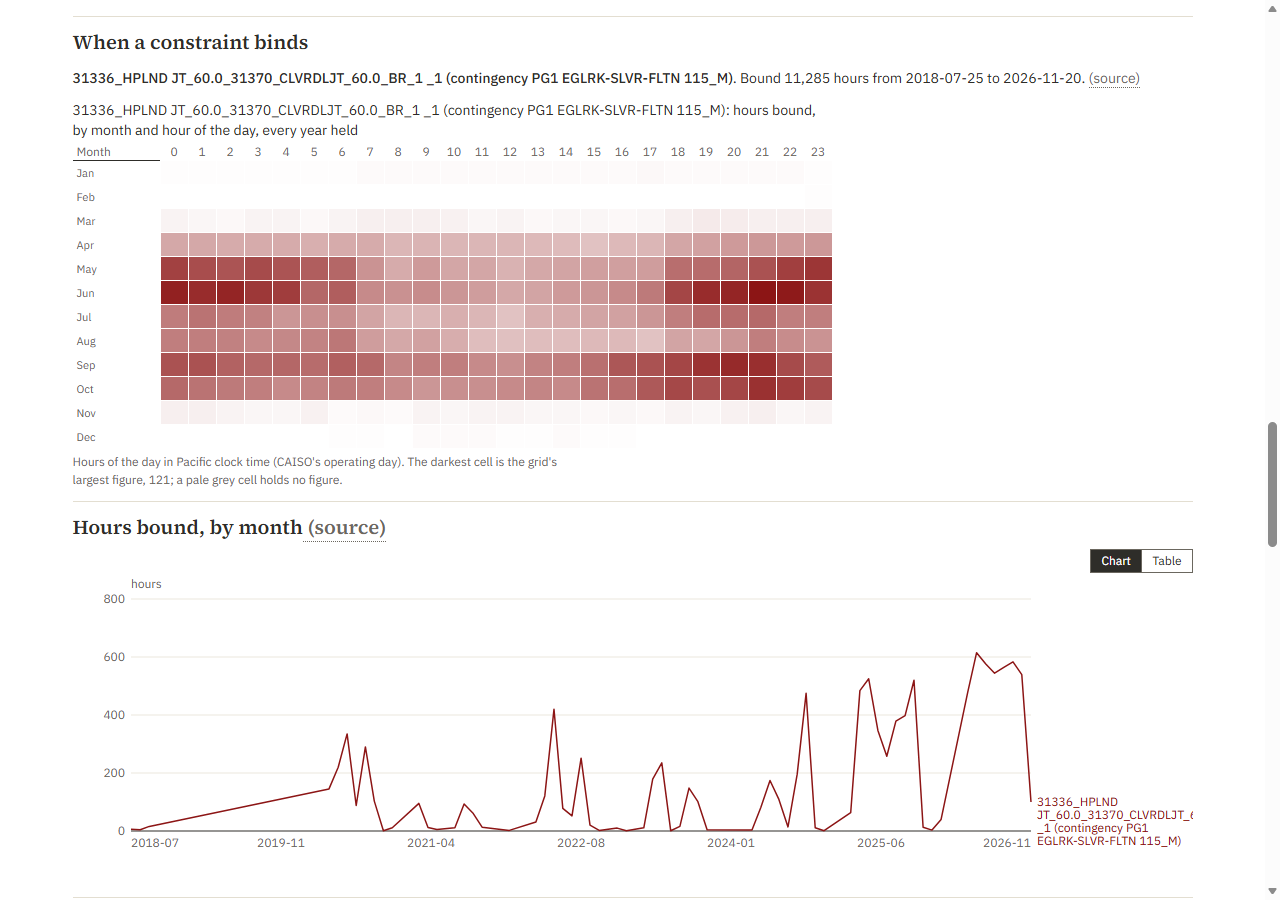 When a constraint binds
31336_HPLND JT_60.0_31370_CLVRDLJT_60.0_BR_1 _1 (contingency PG1 EGLRK-SLVR-FLTN 115_M). Bound 11,285 hours from 2018-07-25 to 2026-11-20. (source)
31336_HPLND JT_60.0_31370_CLVRDLJT_60.0_BR_1 _1 (contingency PG1 EGLRK-SLVR-FLTN 115_M): hours bound,
by month and hour of the day, every year held
Month 0 1 2 3 4 5 6 7 8 9 10 11 12 13 14 15 16 17 18 19 20 21 22 23
Jan
Feb
Mar
Apr
May
Jun
Jul
Aug
Sep
Oct
Nov
Dec
Hours of the day in Pacific clock time (CAISO's operating day). The darkest cell is the grid's
largest figure, 121; a pale grey cell holds no figure.
Hours bound, by month (source)
Chart Table
hours
800
600
400
200
0
2018-07 2019-11 2021-04 2022-08 2024-01 2025-06 2026-11
31336_HPLND
JT_60.0_31370_CLVRDLJT_6
_1 (contingency PG1
EGLRK-SLVR-FLTN 115_M)